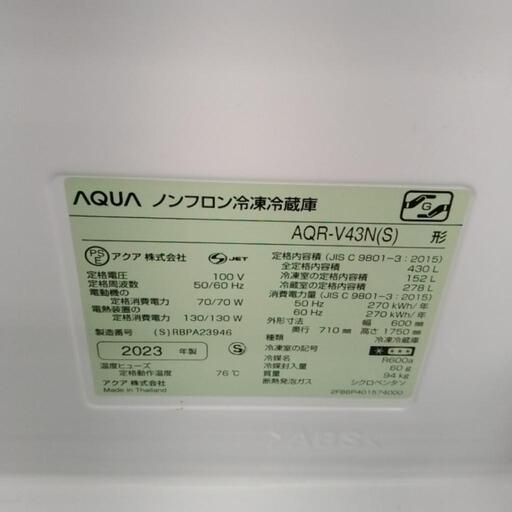 AQUA ノンフロン冷凍冷蔵庫
G
AQR-V43N(S) 形
PS E アクア 株式会社 S JET
定格電圧 100 V
定格周波数 50/60 Hz
電動機の
定格消費電力 70/70 W
電熱装置の
定格消費電力 130/130 W
製造番号 (S)RBPA23946
2023 年製 S
温度ヒューズ
定格動作温度 76℃
アクア 株式会社
Made in Thailand
定格内容積 (JIS C 9801-3 : 2015)
全定格内容積 430 L
冷凍室の定格内容積 152 L
冷蔵室の定格内容積 278 L
消費電力量 (JIS C 9801-3 : 2015)
50 Hz 270 kWh/年
60 Hz 270 kWh/年
外形寸法 幅 600 mm
奥行 710 mm 高さ 1750 mm
種類 冷凍冷蔵庫
冷凍室の記号
冷媒名 R600a
冷媒封入量 60 g
質量 94 kg
断熱発泡ガス シクロペンタン
2FB6P401574000
>ABS<